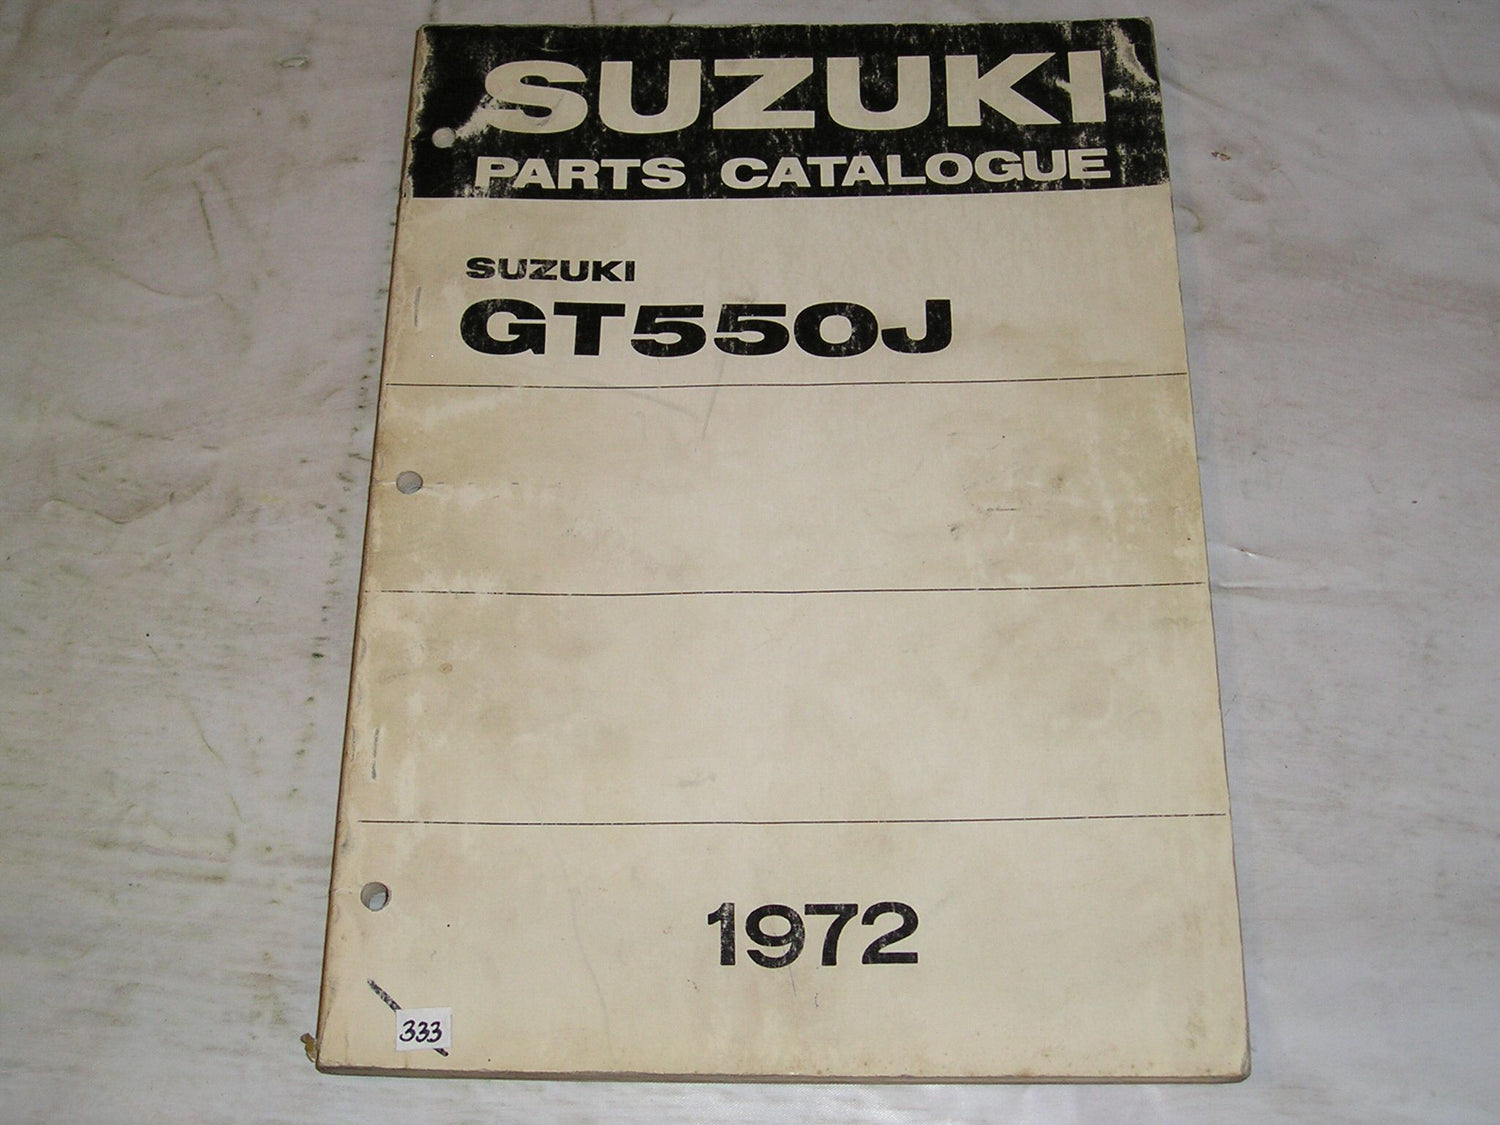 SUZUKI
PARTS CATALOGUE
SUZUKI
GT550J
1972
333